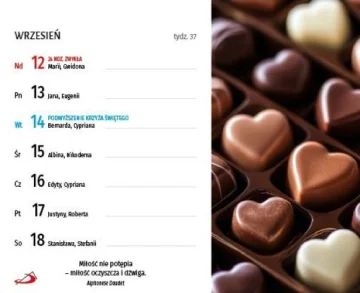 WRZESIEŃ
tydz. 37
Nd 12 24 NDZ. ZWYKŁA
Marii, Gwidona
Pn 13 Jana, Eugenii
Wt 14 PODWYŻSZENIE KRZYŻA ŚWIĘTEGO
Bernarda, Cypriana
Śr 15 Albina, Nikodema
Cz 16 Edyty, Cypriana
Pt 17 Justyny, Roberta
So 18 Stanisława, Stefanii
Miłość nie potępia
– miłość oczyszcza i dźwiga.
Alphonse Daudet